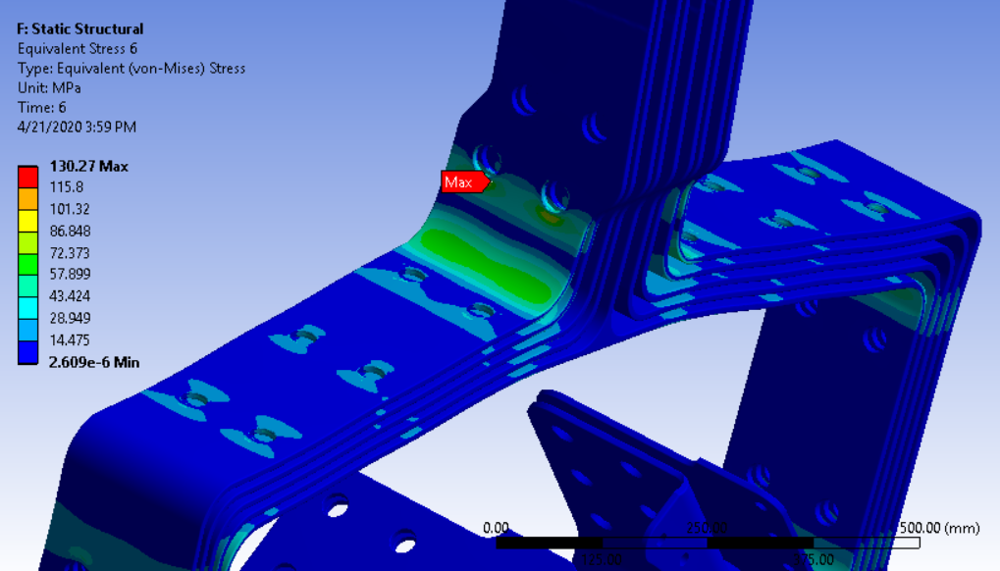 F: Static Structural
Equivalent Stress 6
Type: Equivalent (von-Mises) Stress
Unit: MPa
Time: 6
4/21/2020 3:59 PM
130.27 Max
115.8
101.32
86.848
72.373
57.899
43.424
28.949
14.475
2.609e-6 Min
Max
0.00 250.00 500.00 (mm)
125.00 375.00